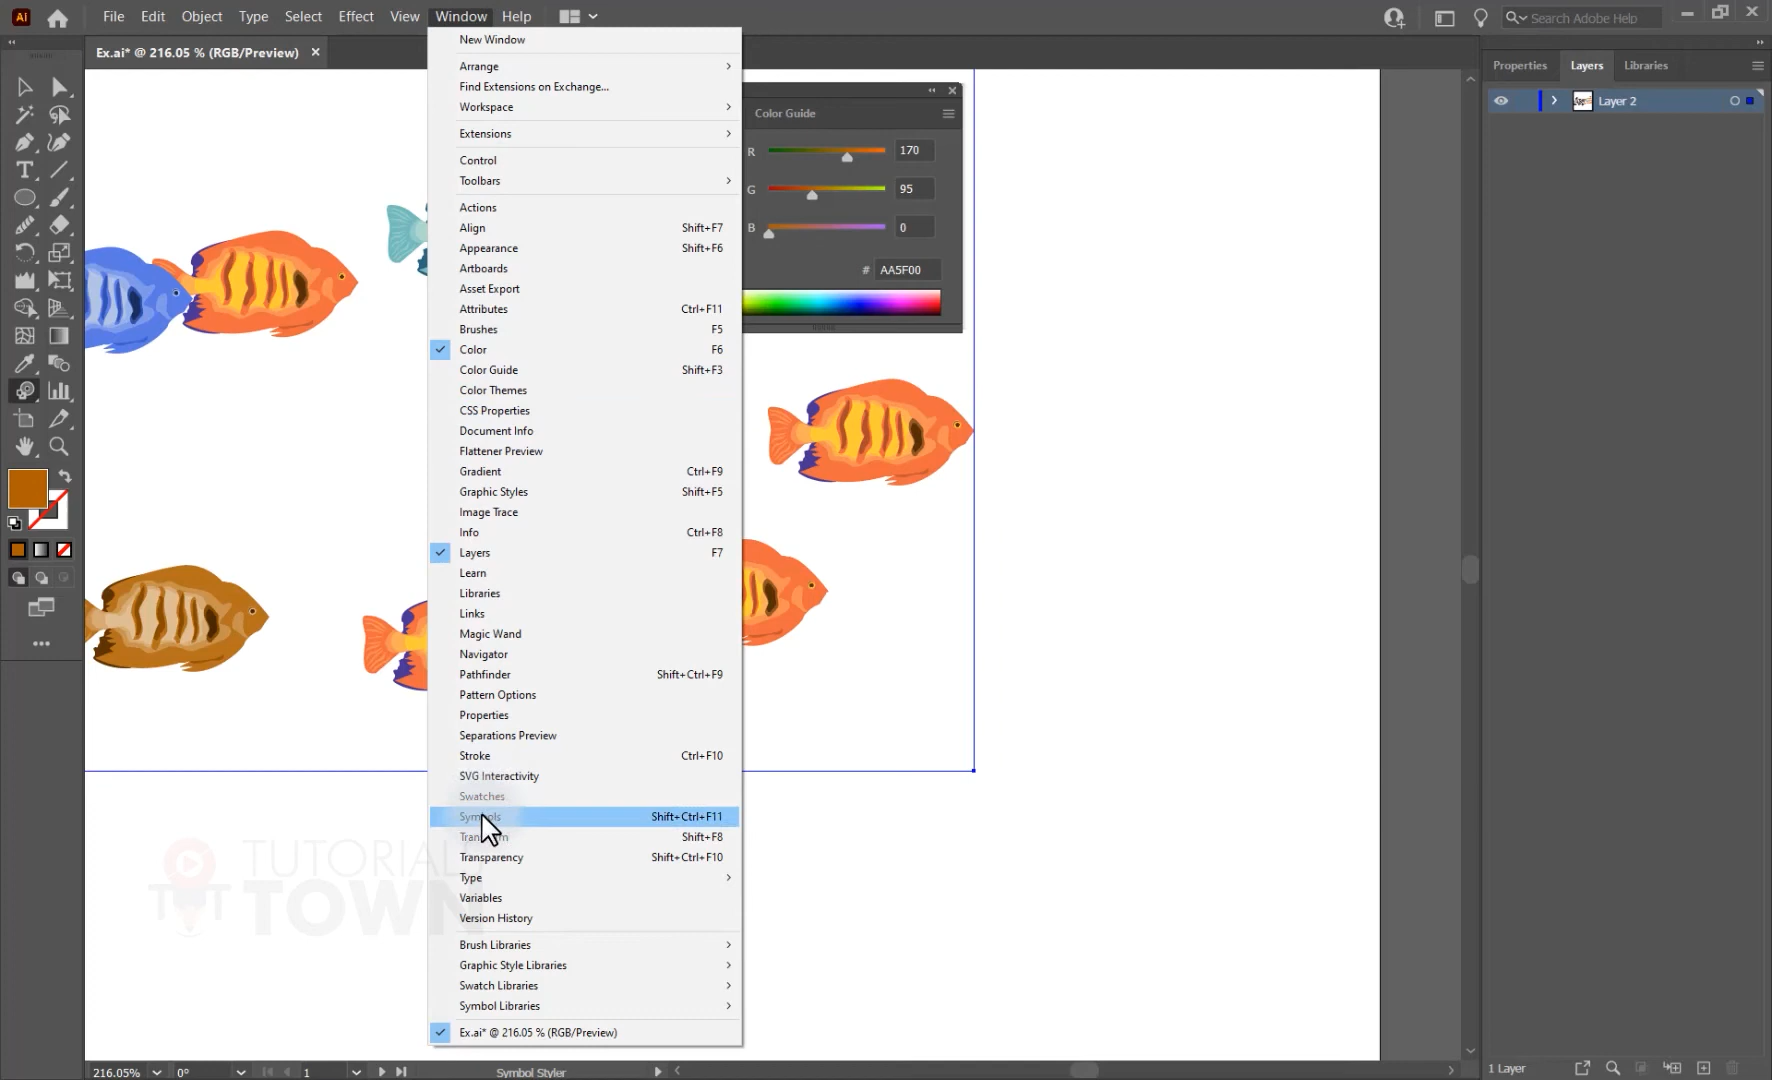 Ai
File Edit Object Type Select Effect View Window Help
Search Adobe Help
Ex.ai* @ 216.05 % (RGB/Preview)
Properties Layers Libraries
Layer 2
New Window
Arrange
Find Extensions on Exchange...
Workspace
Extensions
Control
Toolbars
Actions
Align Shift+F7
Appearance Shift+F6
Artboards
Asset Export
Attributes Ctrl+F11
Brushes F5
Color F6
Color Guide Shift+F3
Color Themes
CSS Properties
Document Info
Flattener Preview
Gradient Ctrl+F9
Graphic Styles Shift+F5
Image Trace
Info Ctrl+F8
Layers F7
Learn
Libraries
Links
Magic Wand
Navigator
Pathfinder Shift+Ctrl+F9
Pattern Options
Properties
Separations Preview
Stroke Ctrl+F10
SVG Interactivity
Swatches
Symbols Shift+Ctrl+F11
Transform Shift+F8
Transparency Shift+Ctrl+F10
Type
Variables
Version History
Brush Libraries
Graphic Style Libraries
Swatch Libraries
Symbol Libraries
Ex.ai* @ 216.05 % (RGB/Preview)
Color Guide
R 170
G 95
B 0
# AA5F00
TUTORIAL
TOWN
216.05% 0° 1 Symbol Styler
1 Layer